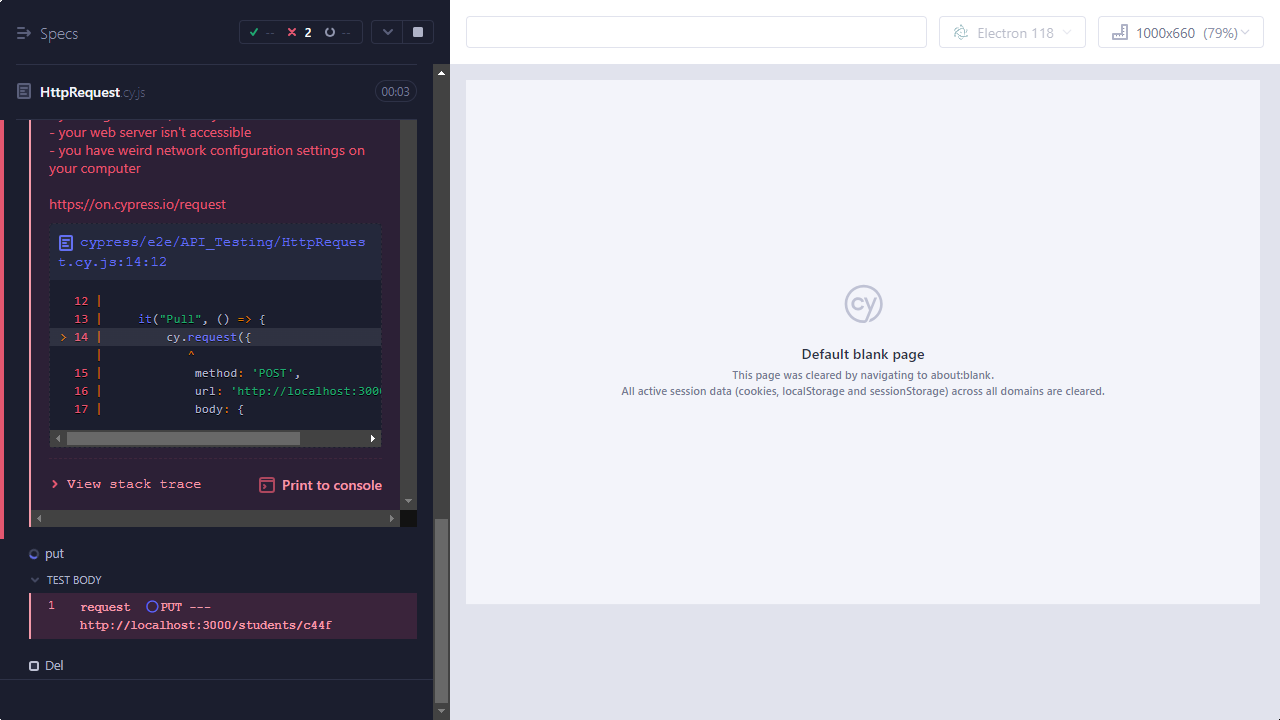 Specs
-- 2 --
HttpRequest cy.js
00:03
- your web server isn't accessible
- you have weird network configuration settings on
your computer
https://on.cypress.io/request
cypress/e2e/API_Testing/HttpReques
t.cy.js:14:12
12 |
13 | it("Pull", () => {
> 14 | cy.request({
| ^
15 | method: 'POST',
16 | url: 'http://localhost:300
17 | body: {
View stack trace
Print to console
put
TEST BODY
1 request PUT ---
http://localhost:3000/students/c44f
Del
Electron 118
1000x660 (79%)
cy
Default blank page
This page was cleared by navigating to about:blank.
All active session data (cookies, localStorage and sessionStorage) across all domains are cleared.